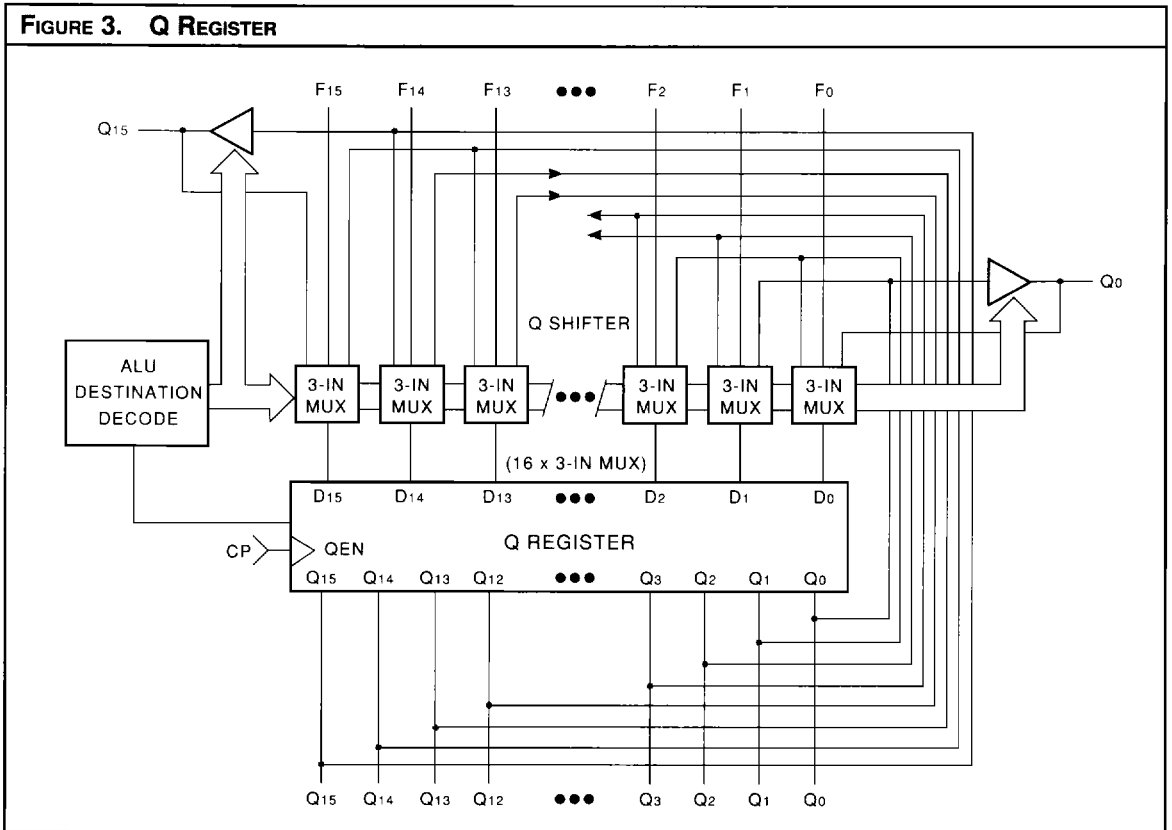 FIGURE 3. Q REGISTER
F15 F14 F13 ●●● F2 F1 F0
Q15
Q0
Q SHIFTER
ALU
DESTINATION
DECODE
3-IN
MUX
3-IN
MUX
3-IN
MUX
●●●
3-IN
MUX
3-IN
MUX
3-IN
MUX
(16 x 3-IN MUX)
D15 D14 D13 ●●● D2 D1 D0
CP
QEN
Q REGISTER
Q15 Q14 Q13 Q12 ●●● Q3 Q2 Q1 Q0
Q15 Q14 Q13 Q12 ●●● Q3 Q2 Q1 Q0